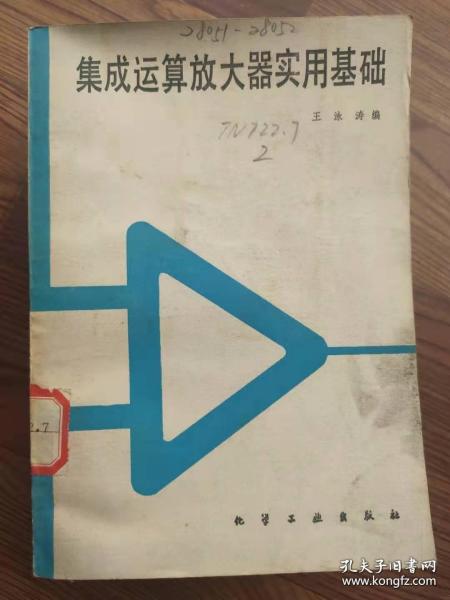 28051-28052
集成运算放大器实用基础
王泳涛编
TN722.7
2
2.7
化学工业出版社
孔夫子旧书网
www.kongfz.com